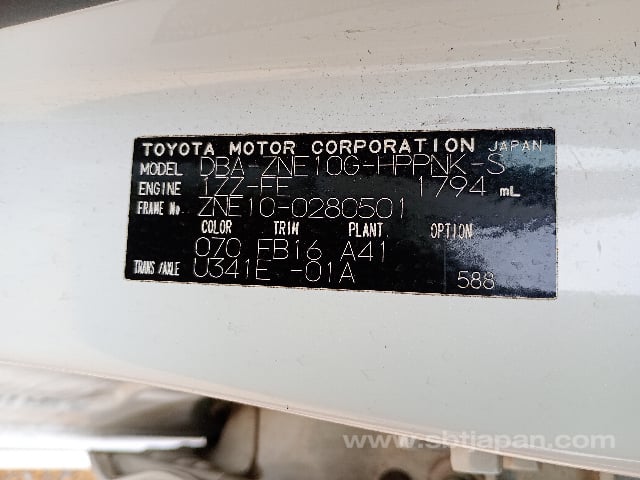 TOYOTA MOTOR CORPORATION JAPAN
MODEL DBA-ZNE10G-HPPNK-S
ENGINE 1ZZ-FE 1794 mL
FRAME No. ZNE10-0280501
COLOR TRIM PLANT OPTION
070 FB16 A41
TRANS/AXLE U341E -01A 588
www.sbtjapan.com